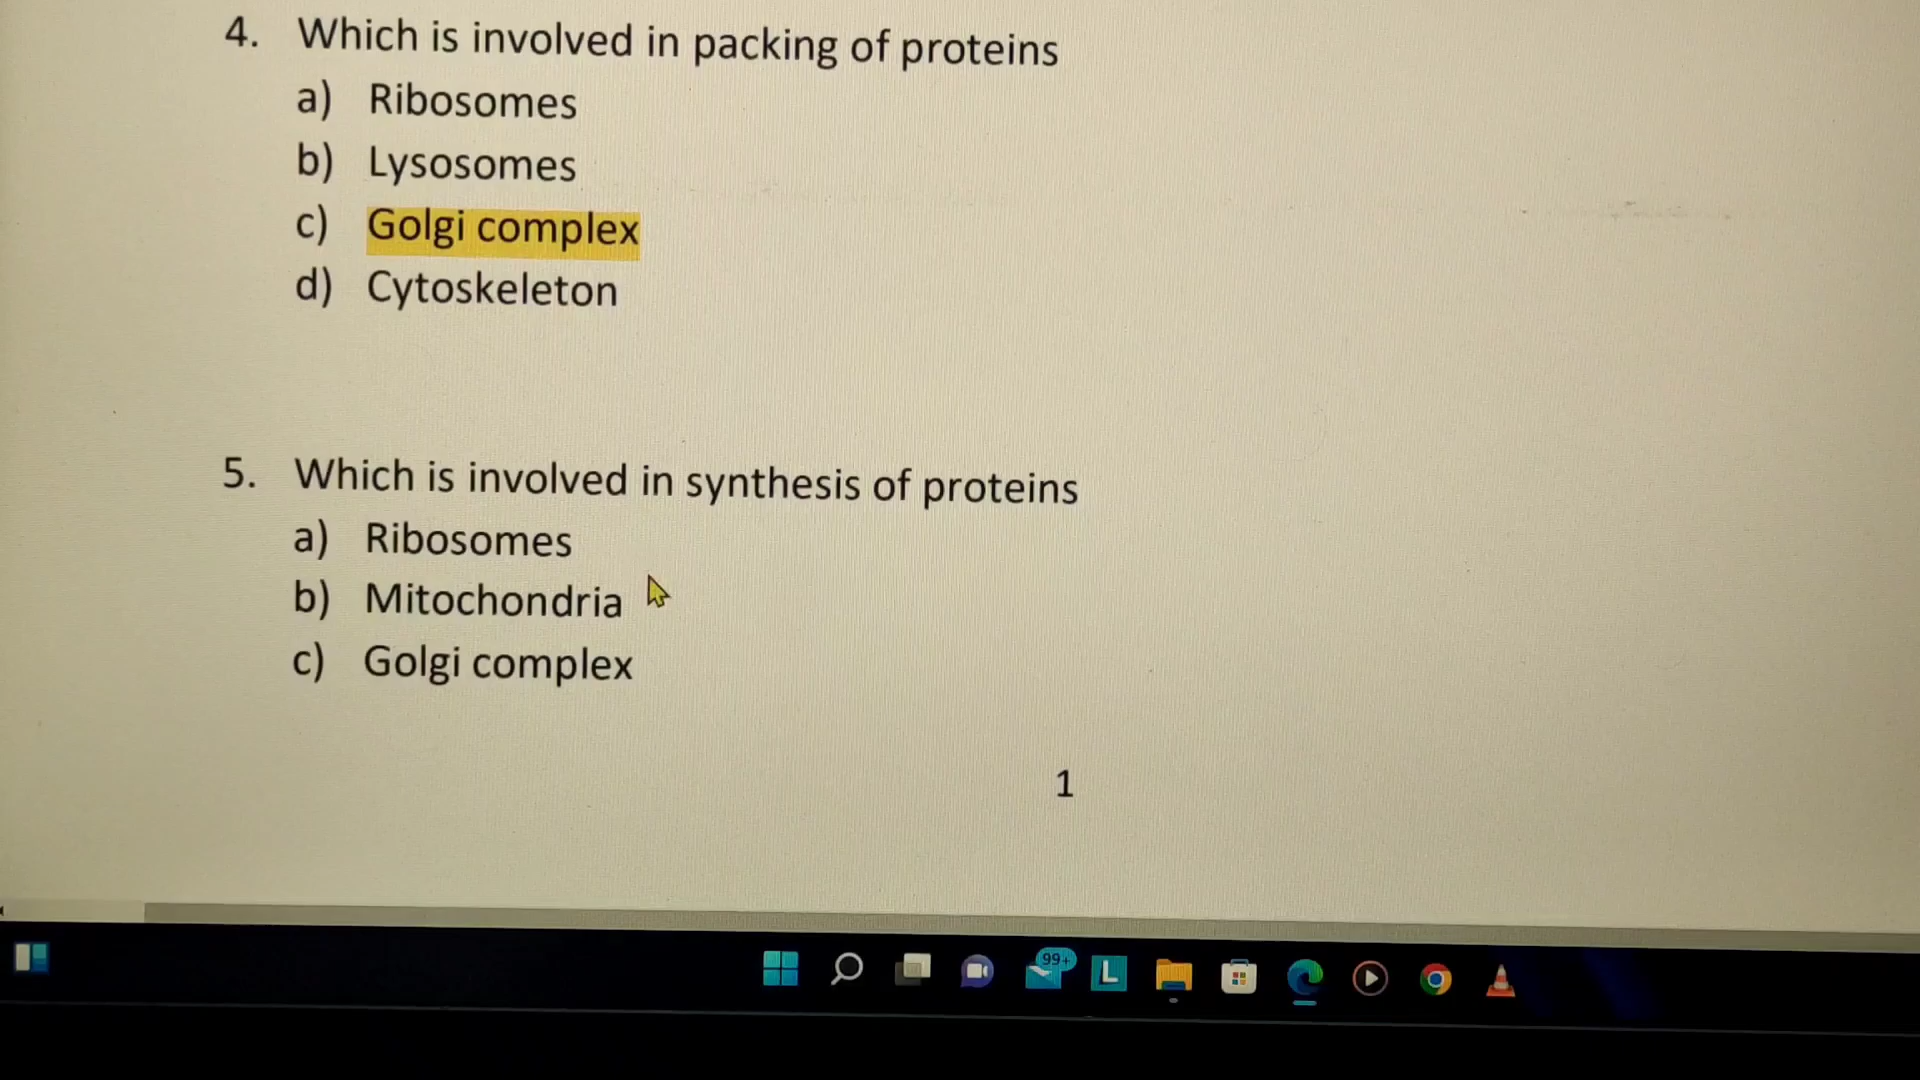 4. Which is involved in packing of proteins
a) Ribosomes
b) Lysosomes
c) Golgi complex
d) Cytoskeleton
5. Which is involved in synthesis of proteins
a) Ribosomes
b) Mitochondria
c) Golgi complex
1
99+
L